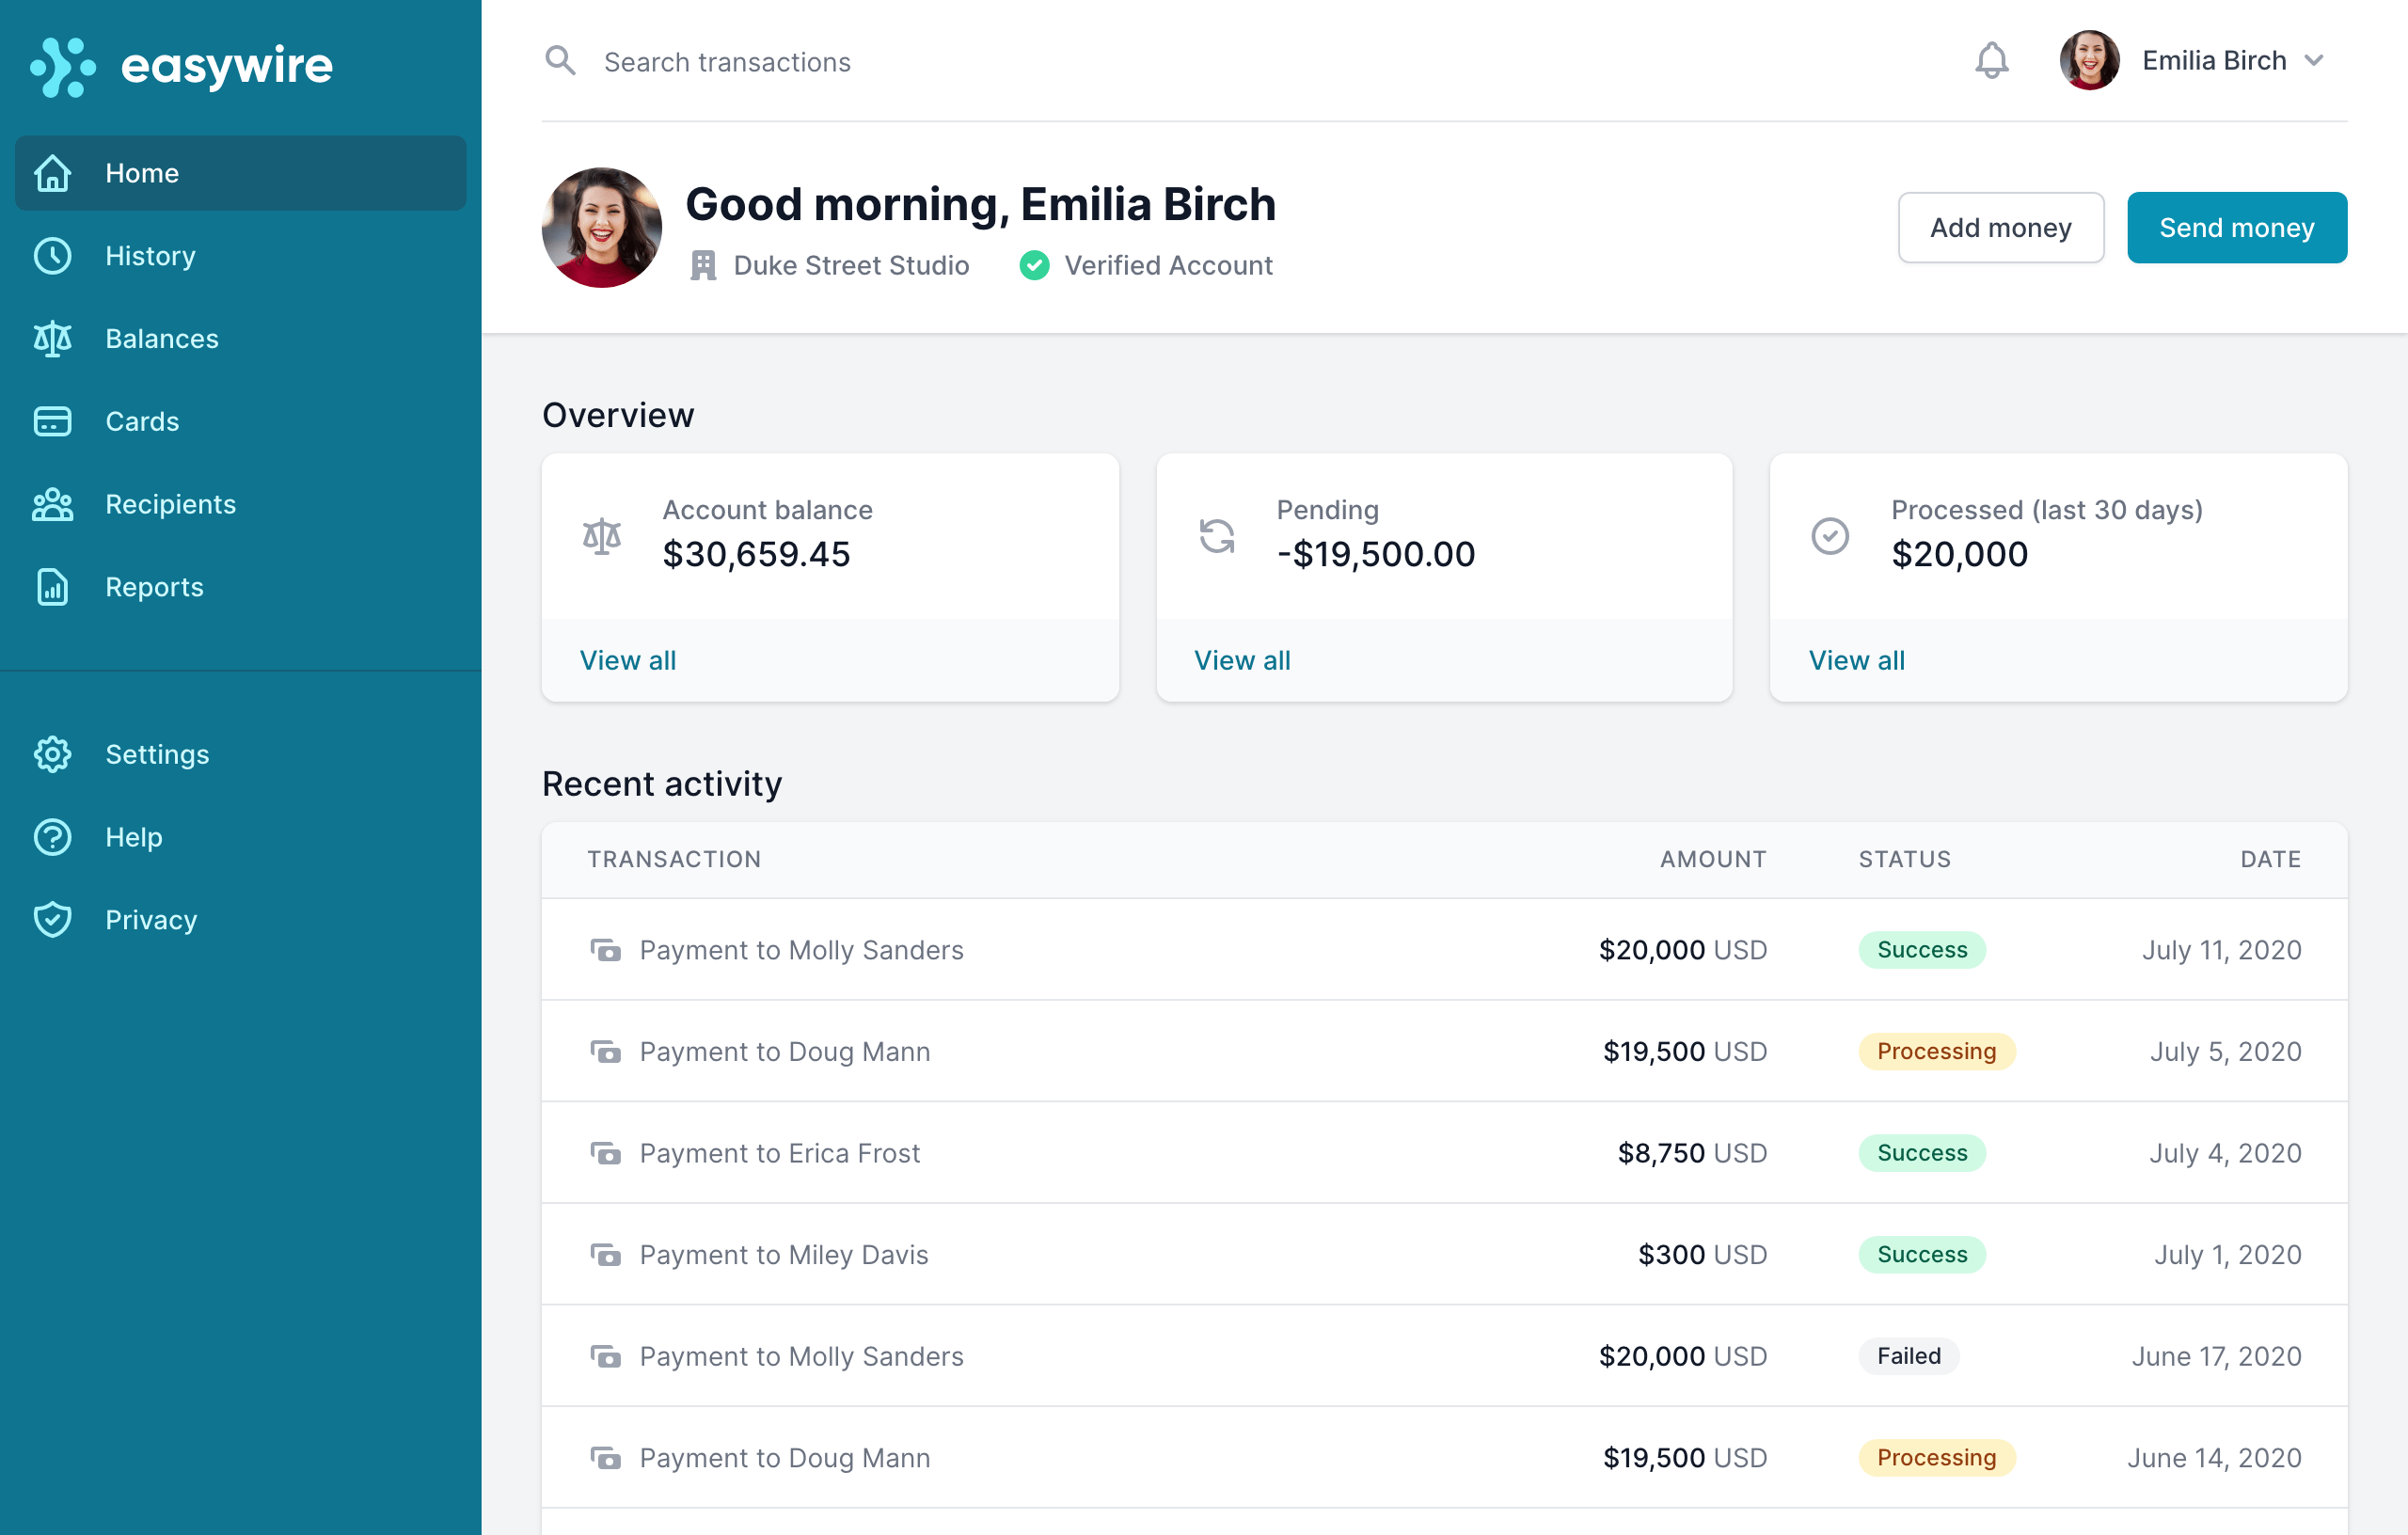 easywire
Home
History
Balances
Cards
Recipients
Reports
Settings
Help
Privacy
Search transactions
Emilia Birch
Good morning, Emilia Birch
Duke Street Studio Verified Account
Add money Send money
Overview
Account balance
$30,659.45
View all
Pending
-$19,500.00
View all
Processed (last 30 days)
$20,000
View all
Recent activity
TRANSACTION AMOUNT STATUS DATE
Payment to Molly Sanders $20,000 USD Success July 11, 2020
Payment to Doug Mann $19,500 USD Processing July 5, 2020
Payment to Erica Frost $8,750 USD Success July 4, 2020
Payment to Miley Davis $300 USD Success July 1, 2020
Payment to Molly Sanders $20,000 USD Failed June 17, 2020
Payment to Doug Mann $19,500 USD Processing June 14, 2020